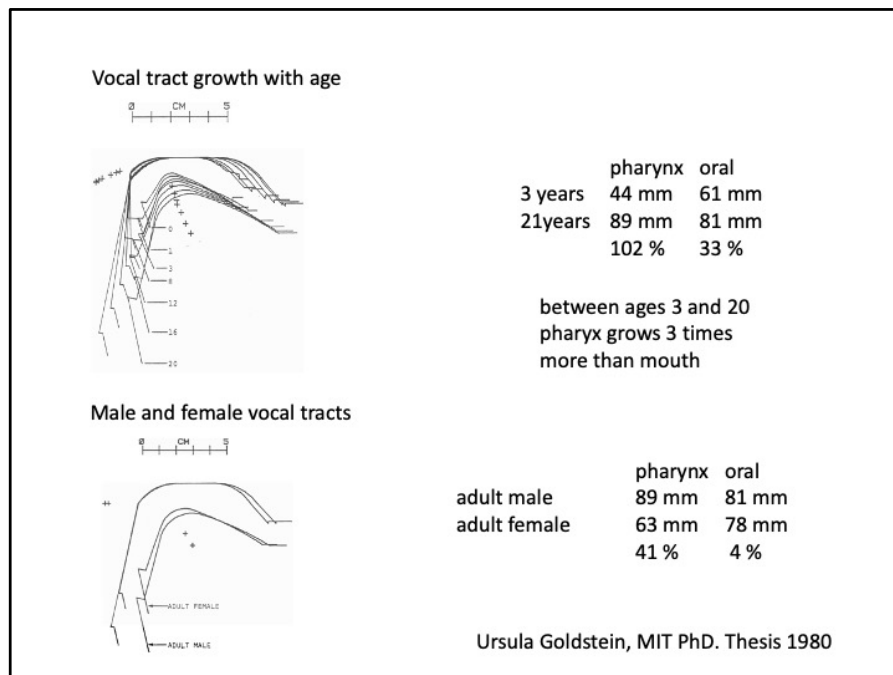 Vocal tract growth with age
0 CM 5
pharynx oral
3 years 44 mm 61 mm
21years 89 mm 81 mm
102 % 33 %
0
1
3
8
12
16
20
between ages 3 and 20
pharyx grows 3 times
more than mouth
Male and female vocal tracts
0 CM 5
pharynx oral
adult male 89 mm 81 mm
adult female 63 mm 78 mm
41 % 4 %
ADULT FEMALE
ADULT MALE
Ursula Goldstein, MIT PhD. Thesis 1980